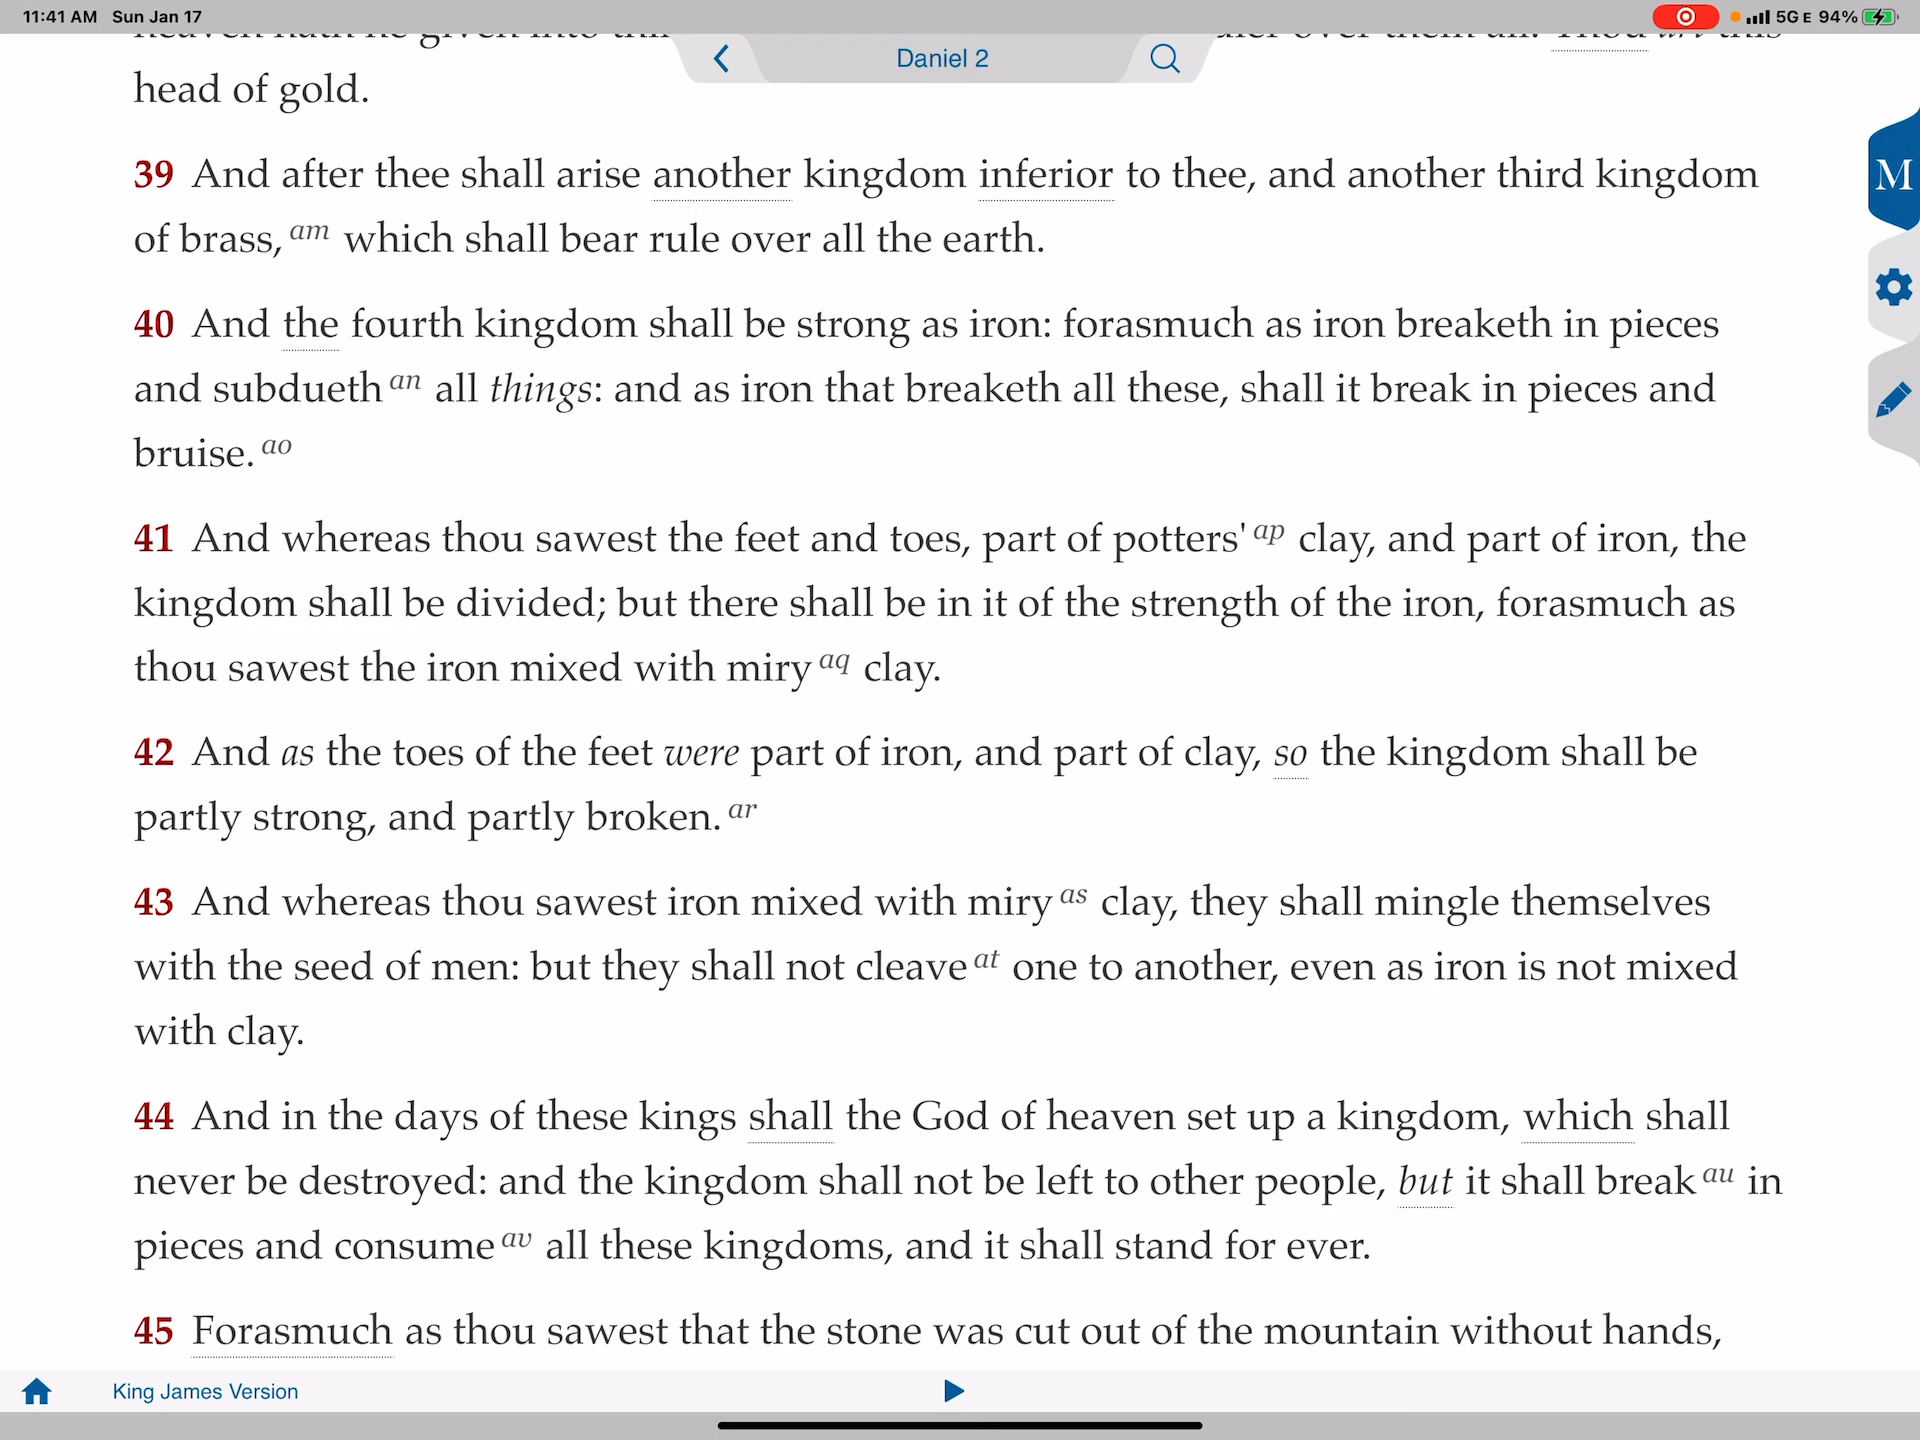 11:41 AM Sun Jan 17 5G E 94%
Daniel 2
head of gold.
39 And after thee shall arise another kingdom inferior to thee, and another third kingdom
of brass, am which shall bear rule over all the earth.
40 And the fourth kingdom shall be strong as iron: forasmuch as iron breaketh in pieces
and subdueth an all things: and as iron that breaketh all these, shall it break in pieces and
bruise. ao
41 And whereas thou sawest the feet and toes, part of potters' ap clay, and part of iron, the
kingdom shall be divided; but there shall be in it of the strength of the iron, forasmuch as
thou sawest the iron mixed with miry aq clay.
42 And as the toes of the feet were part of iron, and part of clay, so the kingdom shall be
partly strong, and partly broken. ar
43 And whereas thou sawest iron mixed with miry as clay, they shall mingle themselves
with the seed of men: but they shall not cleave at one to another, even as iron is not mixed
with clay.
44 And in the days of these kings shall the God of heaven set up a kingdom, which shall
never be destroyed: and the kingdom shall not be left to other people, but it shall break au in
pieces and consume av all these kingdoms, and it shall stand for ever.
45 Forasmuch as thou sawest that the stone was cut out of the mountain without hands,
M
King James Version